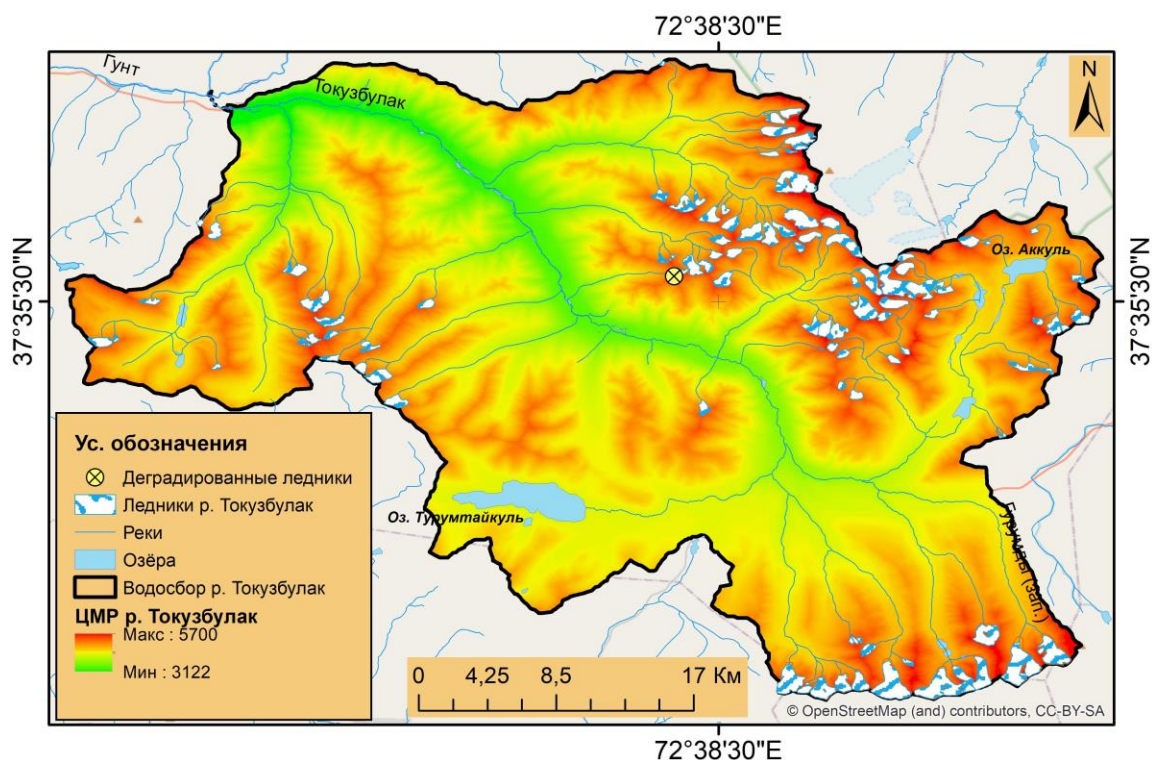 72°38'30"E
Гунт
Токузбулак
N
Оз. Аккуль
37°35'30"N
37°35'30"N
Ус. обозначения
Деградированные ледники
Ледники р. Токузбулак
Реки
Озёра
Водосбор р. Токузбулак
ЦМР р. Токузбулак
Макс : 5700
Мин : 3122
Оз. Турумтайкуль
Гурумды (зап.)
0 4,25 8,5 17 Км
© OpenStreetMap (and) contributors, CC-BY-SA
72°38'30"E